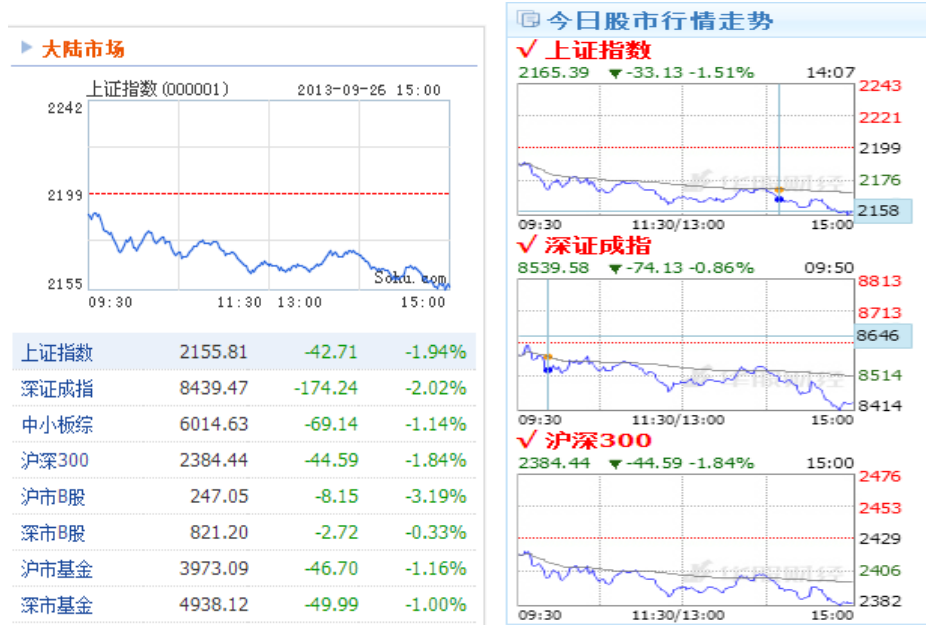 大陆市场
上证指数(000001) 2013-09-26 15:00
2242
2199
2155
Sohu.com
09:30 11:30 13:00 15:00
上证指数 2155.81 -42.71 -1.94%
深证成指 8439.47 -174.24 -2.02%
中小板综 6014.63 -69.14 -1.14%
沪深300 2384.44 -44.59 -1.84%
沪市B股 247.05 -8.15 -3.19%
深市B股 821.20 -2.72 -0.33%
沪市基金 3973.09 -46.70 -1.16%
深市基金 4938.12 -49.99 -1.00%
今日股市行情走势
√ 上证指数
2165.39 ▼-33.13 -1.51% 14:07
2243
2221
2199
2176
2158
09:30 11:30/13:00 15:00
√ 深证成指
8539.58 ▼-74.13 -0.86% 09:50
8813
8713
8646
8514
8414
09:30 11:30/13:00 15:00
√ 沪深300
2384.44 ▼-44.59 -1.84% 15:00
2476
2453
2429
2406
2382
09:30 11:30/13:00 15:00